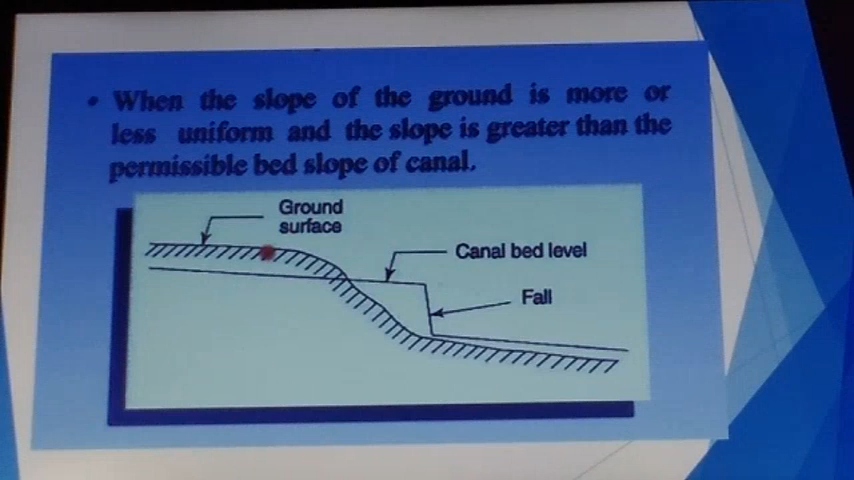 • When the slope of the ground is more or
less uniform and the slope is greater than the
permissible bed slope of canal.
Ground
surface
Canal bed level
Fall